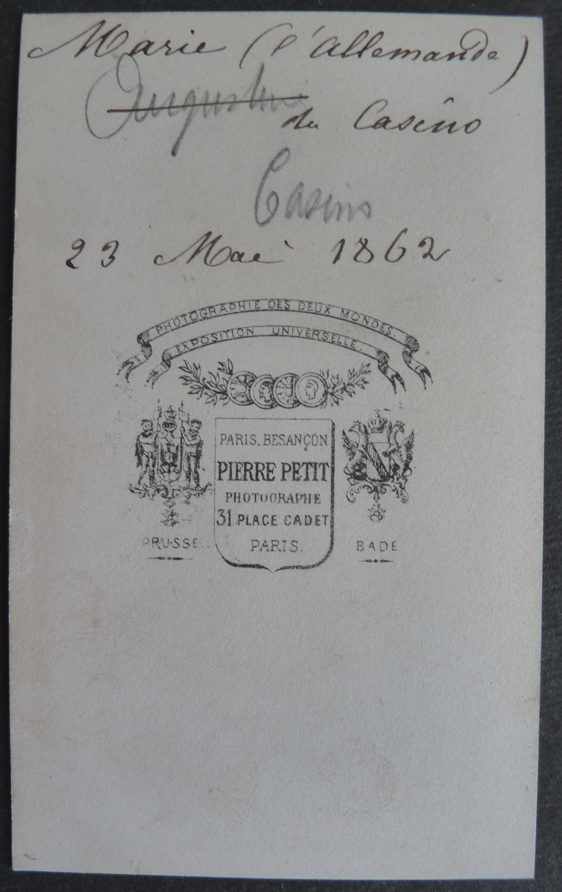 Marie (l'allemande)
Augustine du Casino
Casino
23 Mai 1862
PHOTOGRAPHIE DES DEUX MONDES.
EXPOSITION UNIVERSELLE.
PARIS, BESANÇON
PIERRE PETIT
PHOTOGRAPHE
31 PLACE CADET
PARIS.
PRUSSE
BADE